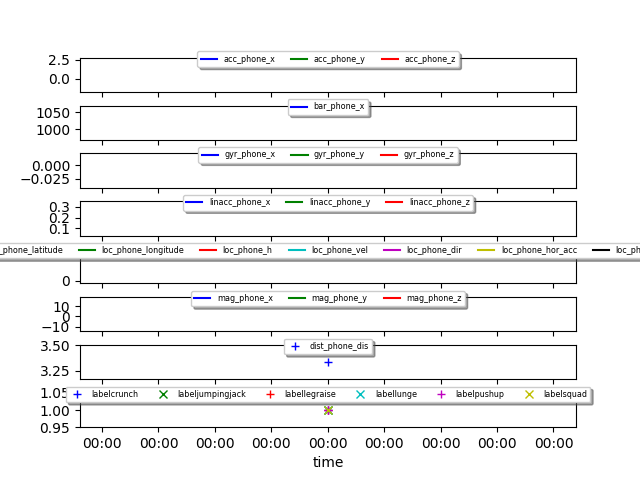 acc_phone_x acc_phone_y acc_phone_z
2.5
0.0
bar_phone_x
1050
1000
gyr_phone_x gyr_phone_y gyr_phone_z
0.000
−0.025
linacc_phone_x linacc_phone_y linacc_phone_z
0.3
0.2
0.1
phone_latitude loc_phone_longitude loc_phone_h loc_phone_vel loc_phone_dir loc_phone_hor_acc loc_ph
0
mag_phone_x mag_phone_y mag_phone_z
10
0
−10
dist_phone_dis
3.50
3.25
labelcrunch labeljumpingjack labellegraise labellunge labelpushup labelsquad
1.05
1.00
0.95
00:00 00:00 00:00 00:00 00:00 00:00 00:00 00:00 00:00
time